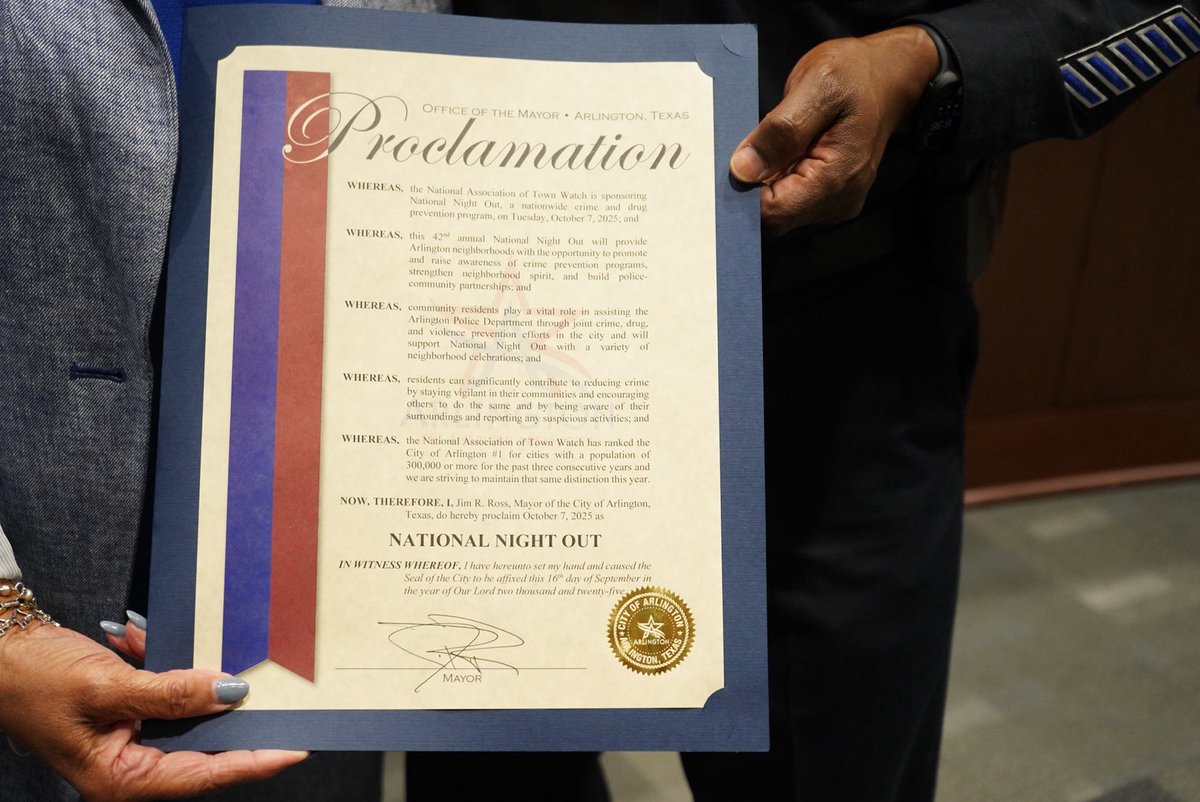 OFFICE OF THE MAYOR • ARLINGTON, TEXAS
Proclamation
WHEREAS, the National Association of Town Watch is sponsoring
National Night Out, a nationwide crime and drug
prevention program, on Tuesday, October 7, 2025; and
WHEREAS, this 42nd annual National Night Out will provide
Arlington neighborhoods with the opportunity to promote
and raise awareness of crime prevention programs,
strengthen neighborhood spirit, and build police-
community partnerships; and
WHEREAS, community residents play a vital role in assisting the
Arlington Police Department through joint crime, drug,
and violence prevention efforts in the city and will
support National Night Out with a variety of
neighborhood celebrations; and
WHEREAS, residents can significantly contribute to reducing crime
by staying vigilant in their communities and encouraging
others to do the same and by being aware of their
surroundings and reporting any suspicious activities; and
WHEREAS, the National Association of Town Watch has ranked the
City of Arlington #1 for cities with a population of
300,000 or more for the past three consecutive years and
we are striving to maintain that same distinction this year.
NOW, THEREFORE, I, Jim R. Ross, Mayor of the City of Arlington,
Texas, do hereby proclaim October 7, 2025 as
NATIONAL NIGHT OUT
IN WITNESS WHEREOF, I have hereunto set my hand and caused the
Seal of the City to be affixed this 16th day of September in
the year of Our Lord two thousand and twenty-five.
MAYOR
CITY OF ARLINGTON
ARLINGTON
ARLINGTON, TEXAS